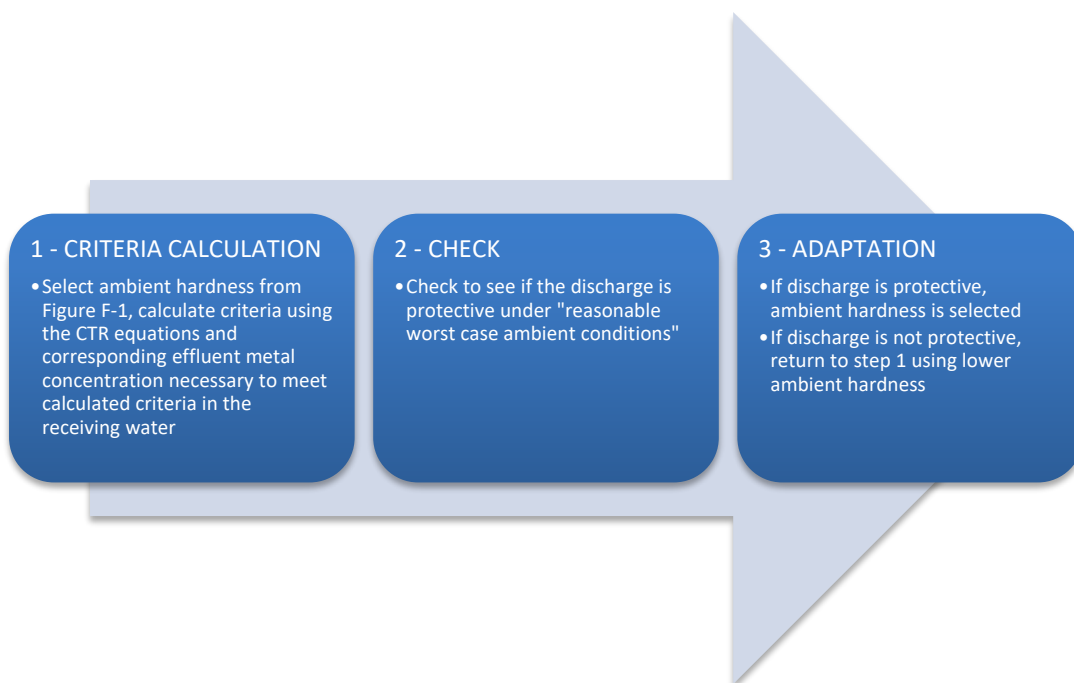 1 - CRITERIA CALCULATION
•Select ambient hardness from
Figure F-1, calculate criteria using
the CTR equations and
corresponding effluent metal
concentration necessary to meet
calculated criteria in the
receiving water
2 - CHECK
•Check to see if the discharge is
protective under "reasonable
worst case ambient conditions"
3 - ADAPTATION
•If discharge is protective,
ambient hardness is selected
•If discharge is not protective,
return to step 1 using lower
ambient hardness